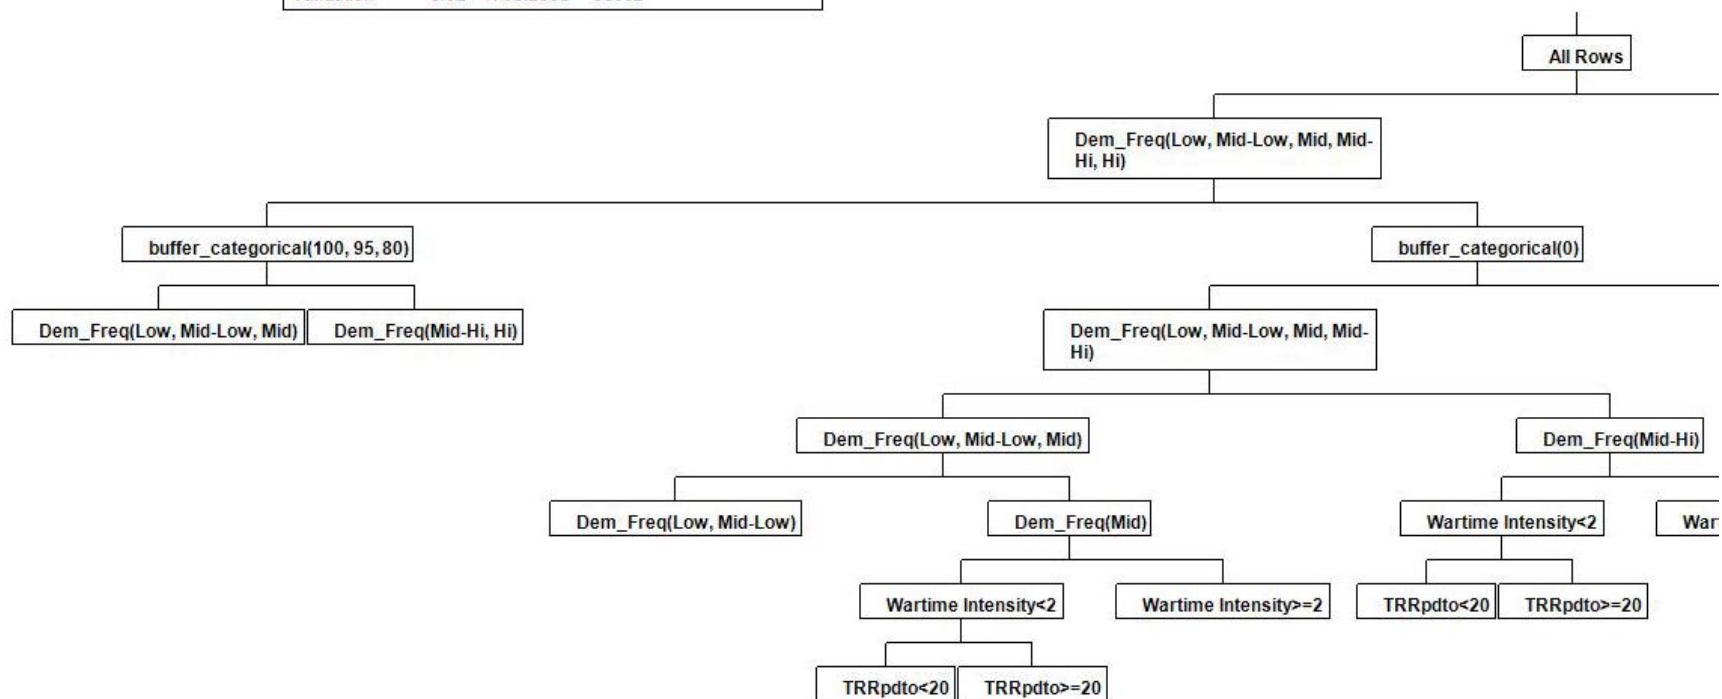 All Rows
Dem_Freq(Low, Mid-Low, Mid, Mid-
Hi, Hi)
buffer_categorical(100, 95, 80)
buffer_categorical(0)
Dem_Freq(Low, Mid-Low, Mid)
Dem_Freq(Mid-Hi, Hi)
Dem_Freq(Low, Mid-Low, Mid, Mid-
Hi)
Dem_Freq(Low, Mid-Low, Mid)
Dem_Freq(Mid-Hi)
Dem_Freq(Low, Mid-Low)
Dem_Freq(Mid)
Wartime Intensity<2
War
Wartime Intensity<2
Wartime Intensity>=2
TRRpdto<20
TRRpdto>=20
TRRpdto<20
TRRpdto>=20